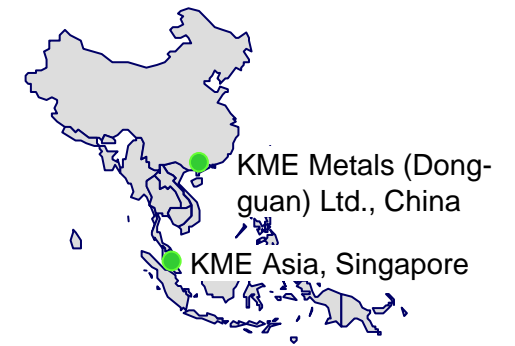 KME Metals (Dong-
guan) Ltd., China
KME Asia, Singapore